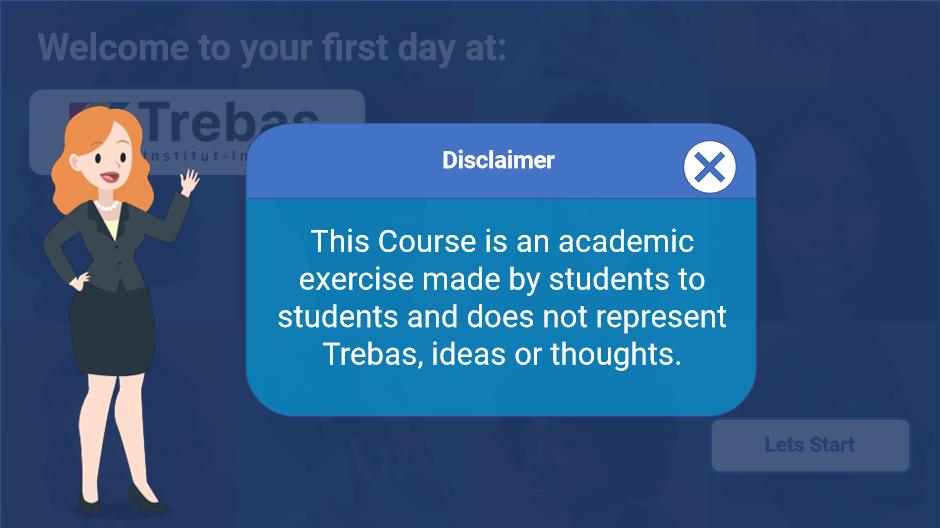 Welcome to your first day at:
Trebas
Institut-In
Disclaimer
This Course is an academic
exercise made by students to
students and does not represent
Trebas, ideas or thoughts.
Lets Start